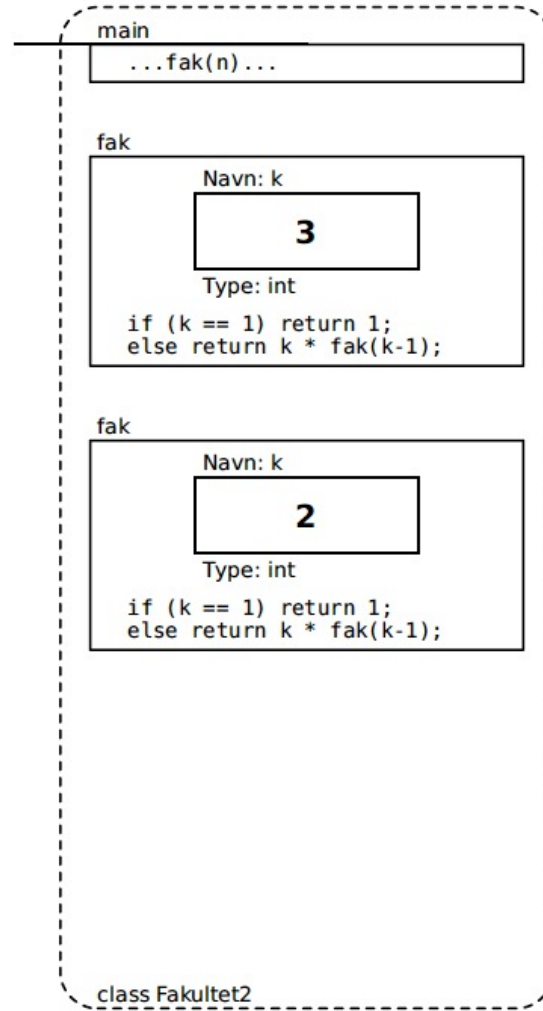 main
...fak(n)...
fak
Navn: k
3
Type: int
if (k == 1) return 1;
else return k * fak(k-1);
fak
Navn: k
2
Type: int
if (k == 1) return 1;
else return k * fak(k-1);
class Fakultet2